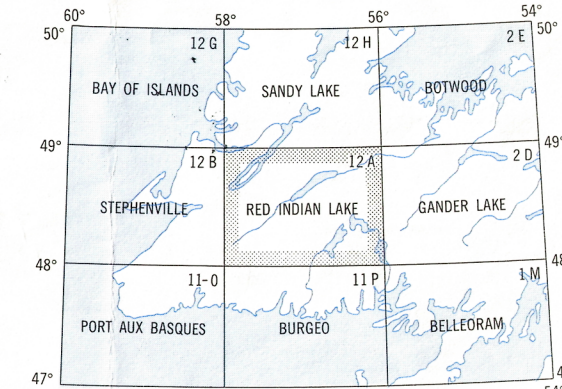 60° 58° 56° 54°
50° 12 G 12 H 2 E 50°
BAY OF ISLANDS SANDY LAKE BOTWOOD
49° 49°
12 B 12 A 2 D
STEPHENVILLE RED INDIAN LAKE GANDER LAKE
48° 48
11-O 11 P 1 M
PORT AUX BASQUES BURGEO BELLEORAM
47°